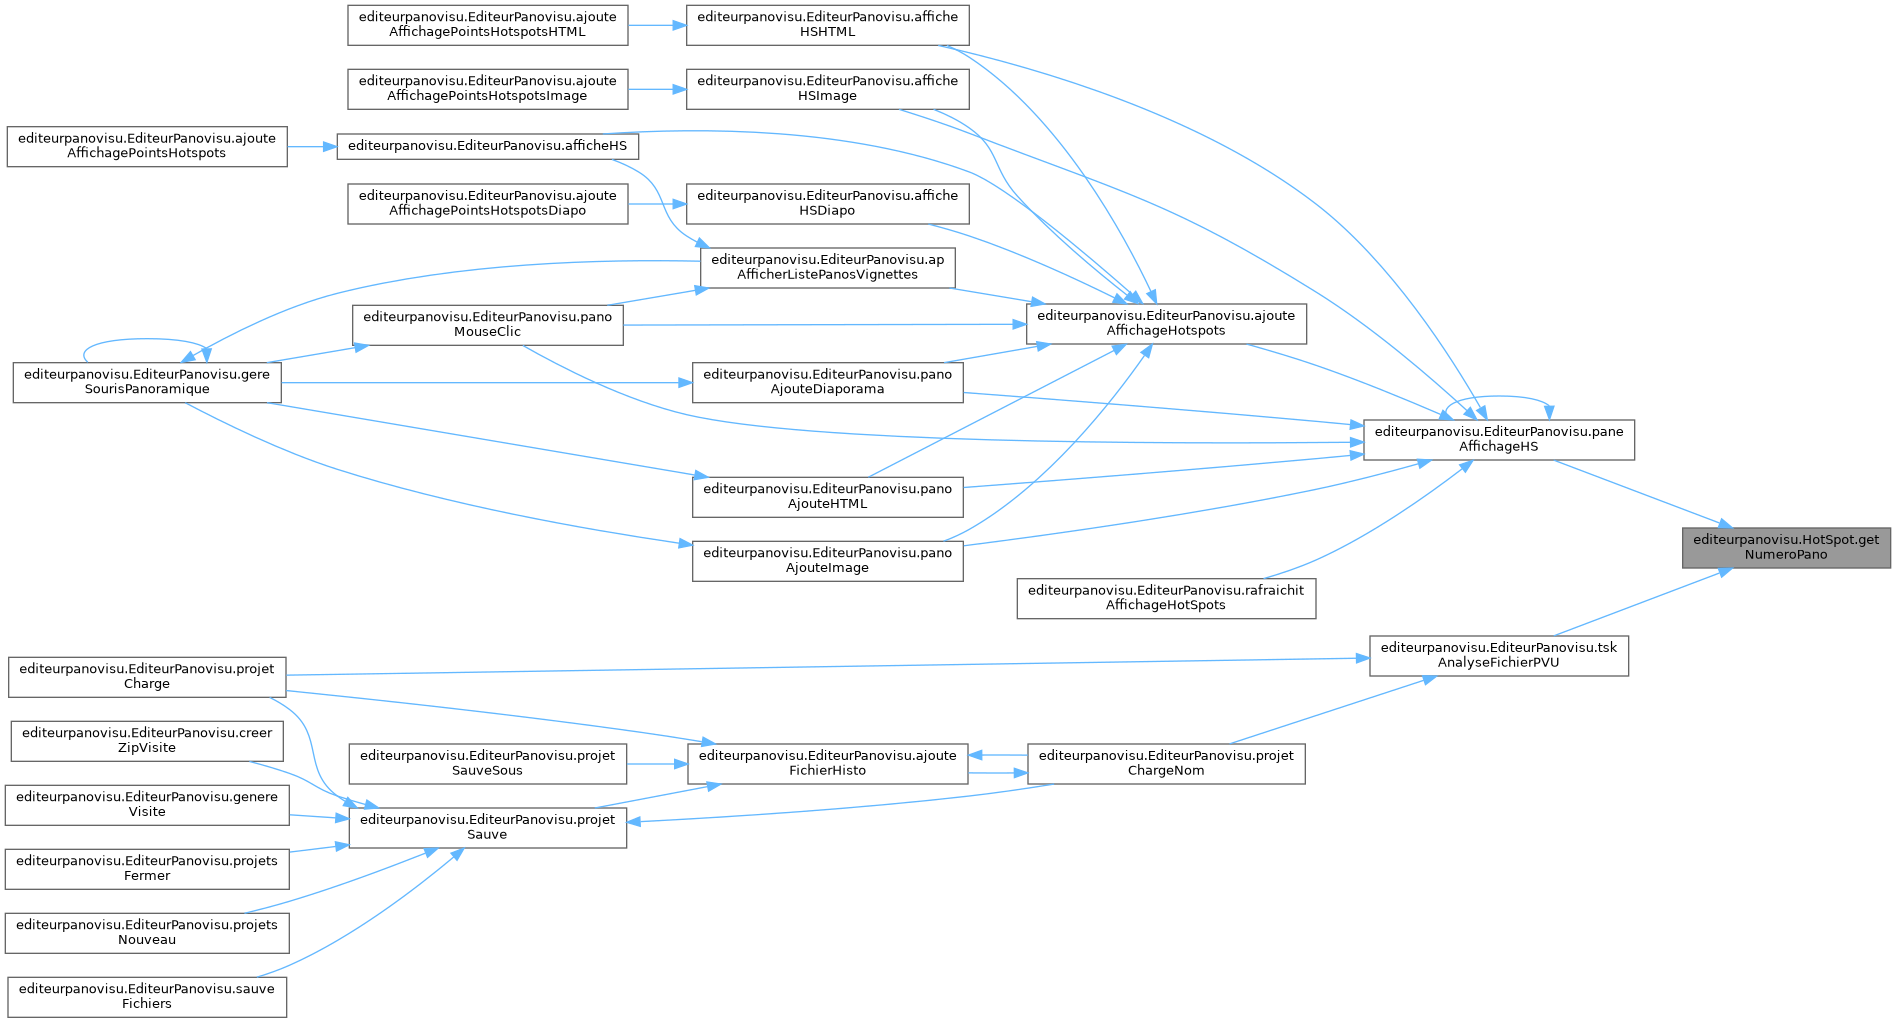 editeurpanovisu.EditeurPanovisu.ajoute
AffichagePointsHotspotsHTML
editeurpanovisu.EditeurPanovisu.affiche
HSHTML
editeurpanovisu.EditeurPanovisu.ajoute
AffichagePointsHotspotsImage
editeurpanovisu.EditeurPanovisu.affiche
HSImage
editeurpanovisu.EditeurPanovisu.ajoute
AffichagePointsHotspots
editeurpanovisu.EditeurPanovisu.afficheHS
editeurpanovisu.EditeurPanovisu.ajoute
AffichagePointsHotspotsDiapo
editeurpanovisu.EditeurPanovisu.affiche
HSDiapo
editeurpanovisu.EditeurPanovisu.ap
AfficherListePanosVignettes
editeurpanovisu.EditeurPanovisu.pano
MouseClic
editeurpanovisu.EditeurPanovisu.ajoute
AffichageHotspots
editeurpanovisu.EditeurPanovisu.gere
SourisPanoramique
editeurpanovisu.EditeurPanovisu.pano
AjouteDiaporama
editeurpanovisu.EditeurPanovisu.pane
AffichageHS
editeurpanovisu.EditeurPanovisu.pano
AjouteHTML
editeurpanovisu.EditeurPanovisu.pano
AjouteImage
editeurpanovisu.HotSpot.get
NumeroPano
editeurpanovisu.EditeurPanovisu.rafraichit
AffichageHotSpots
editeurpanovisu.EditeurPanovisu.tsk
AnalyseFichierPVU
editeurpanovisu.EditeurPanovisu.projet
Charge
editeurpanovisu.EditeurPanovisu.creer
ZipVisite
editeurpanovisu.EditeurPanovisu.projet
SauveSous
editeurpanovisu.EditeurPanovisu.ajoute
FichierHisto
editeurpanovisu.EditeurPanovisu.projet
ChargeNom
editeurpanovisu.EditeurPanovisu.genere
Visite
editeurpanovisu.EditeurPanovisu.projet
Sauve
editeurpanovisu.EditeurPanovisu.projets
Fermer
editeurpanovisu.EditeurPanovisu.projets
Nouveau
editeurpanovisu.EditeurPanovisu.sauve
Fichiers